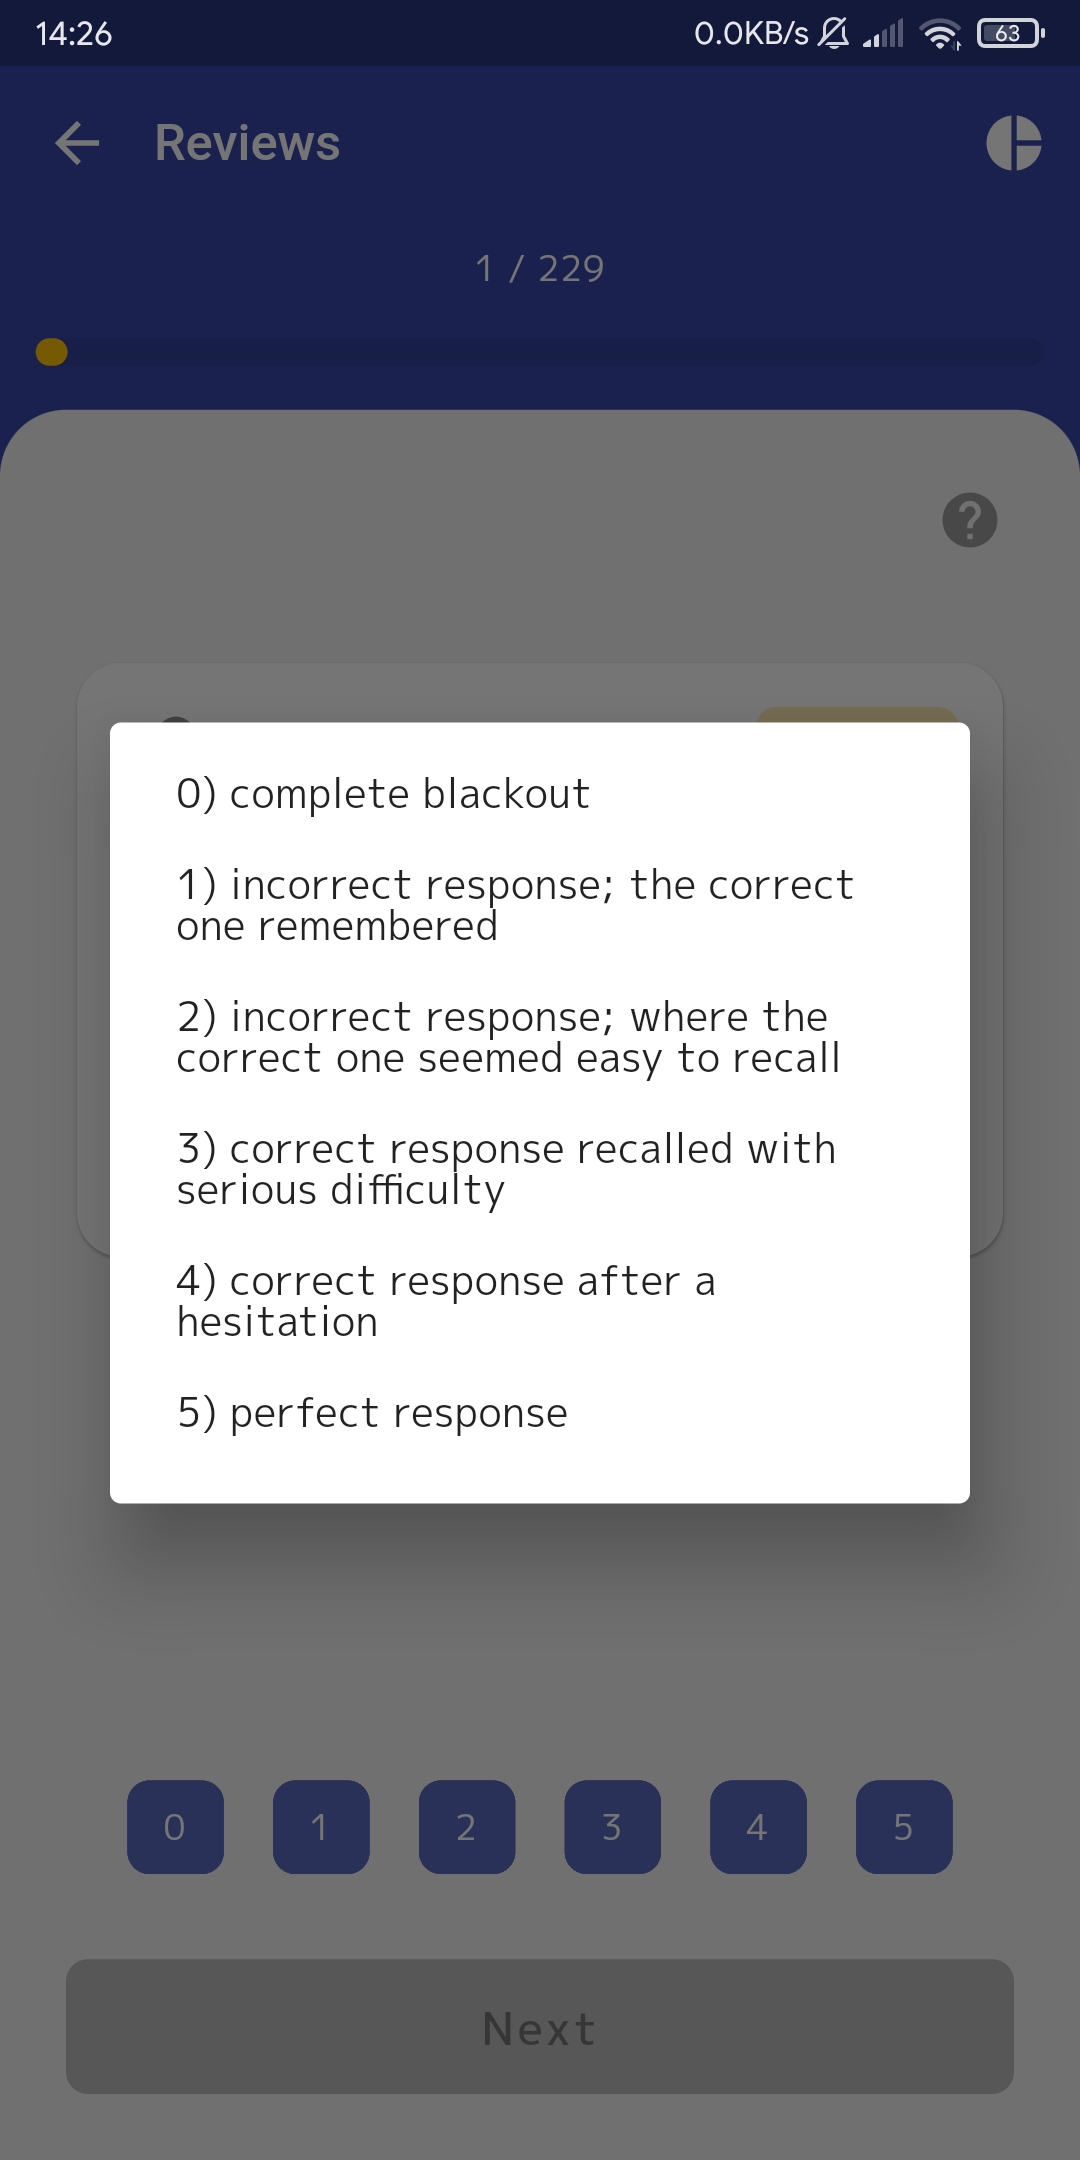 14:26
0.0KB/s
63
Reviews
1 / 229
?
0) complete blackout
1) incorrect response; the correct
one remembered
2) incorrect response; where the
correct one seemed easy to recall
3) correct response recalled with
serious difficulty
4) correct response after a
hesitation
5) perfect response
0 1 2 3 4 5
Next